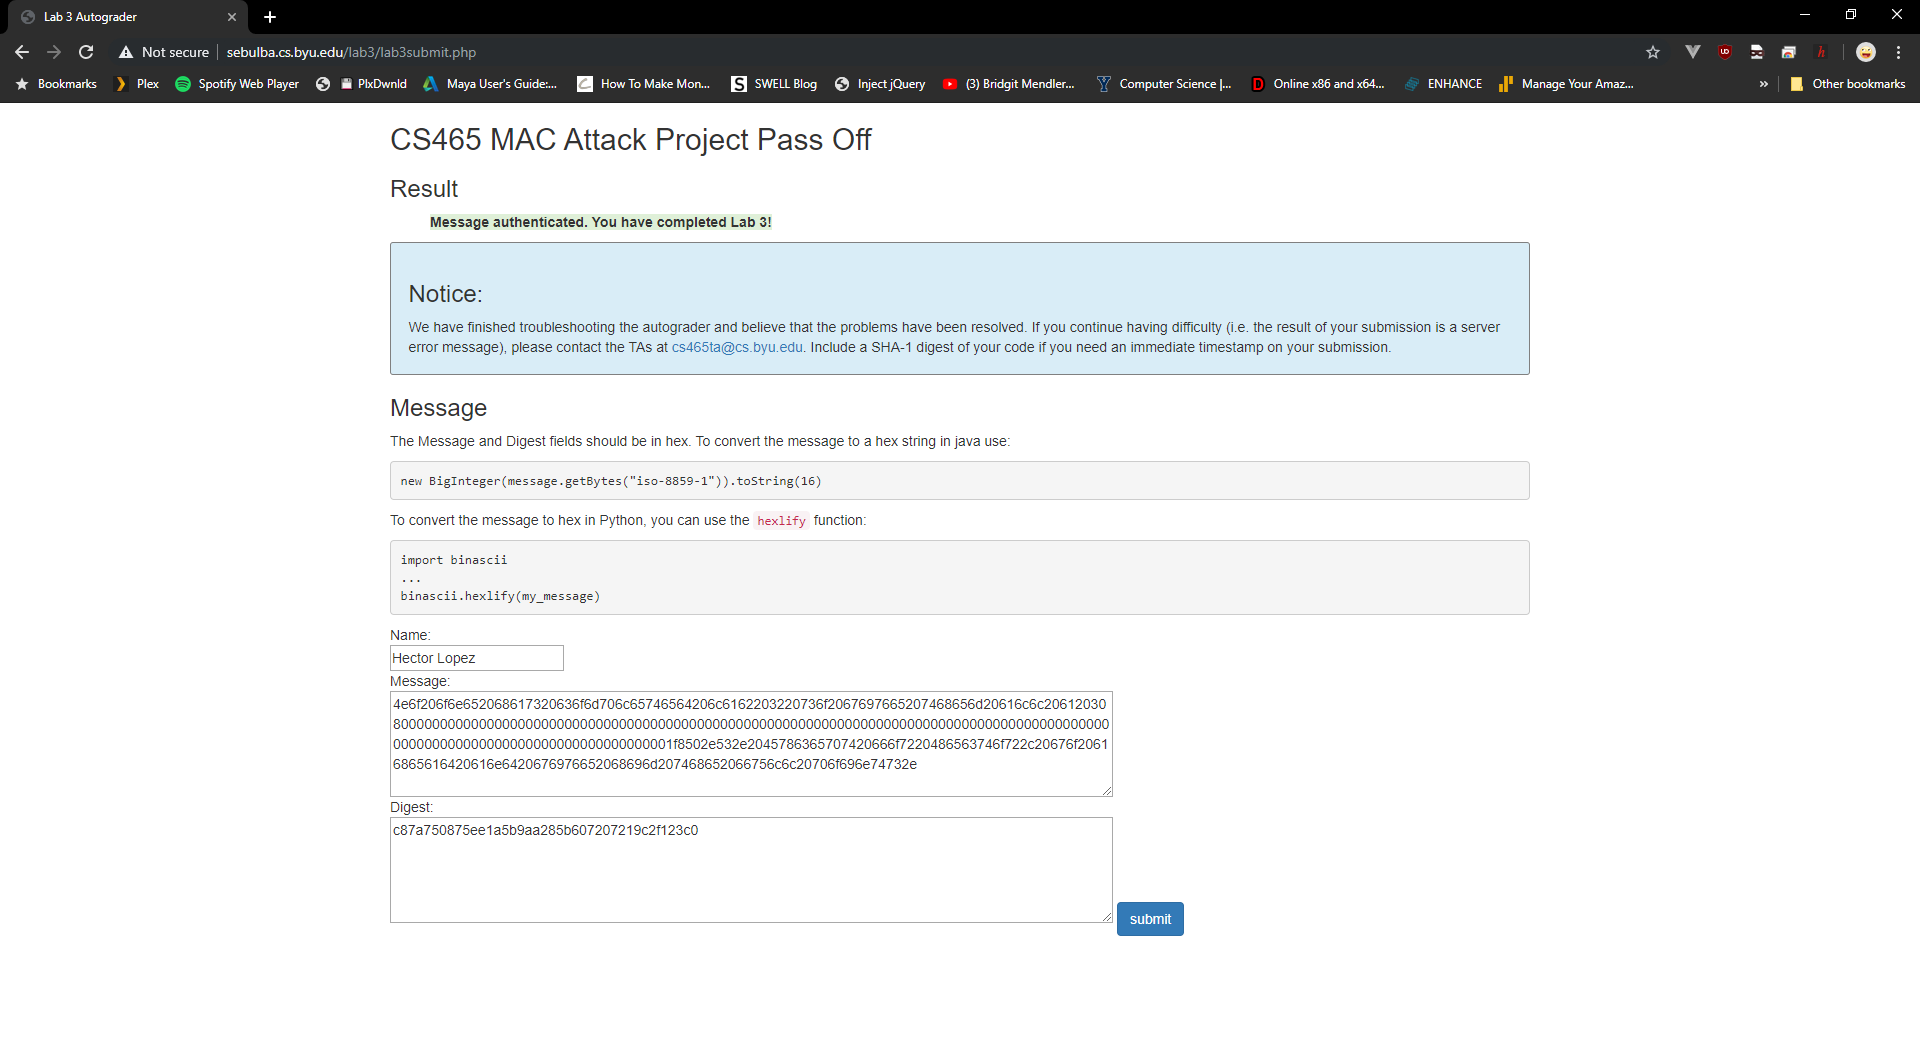 Lab 3 Autograder
Not secure
sebulba.cs.byu.edu/lab3/lab3submit.php
Bookmarks
Plex
Spotify Web Player
PlxDwnld
Maya User's Guide:...
How To Make Mon...
SWELL Blog
Inject jQuery
(3) Bridgit Mendler...
Computer Science |...
Online x86 and x64...
ENHANCE
Manage Your Amaz...
»
Other bookmarks
CS465 MAC Attack Project Pass Off
Result
Message authenticated. You have completed Lab 3!
Notice:
We have finished troubleshooting the autograder and believe that the problems have been resolved. If you continue having difficulty (i.e. the result of your submission is a server
error message), please contact the TAs at cs465ta@cs.byu.edu. Include a SHA-1 digest of your code if you need an immediate timestamp on your submission.
Message
The Message and Digest fields should be in hex. To convert the message to a hex string in java use:
new BigInteger(message.getBytes("iso-8859-1")).toString(16)
To convert the message to hex in Python, you can use the hexlify function:
import binascii
...
binascii.hexlify(my_message)
Name:
Hector Lopez
Message:
4e6f206f6e652068617320636f6d706c65746564206c6162203220736f2067697665207468656d20616c6c20612030
80000000000000000000000000000000000000000000000000000000000000000000000000000000000000000000
000000000000000000000000000000000001f8502e532e2045786365707420666f7220486563746f722c20676f2061
6865616420616e6420676976652068696d207468652066756c6c20706f696e74732e
Digest:
c87a750875ee1a5b9aa285b607207219c2f123c0
submit